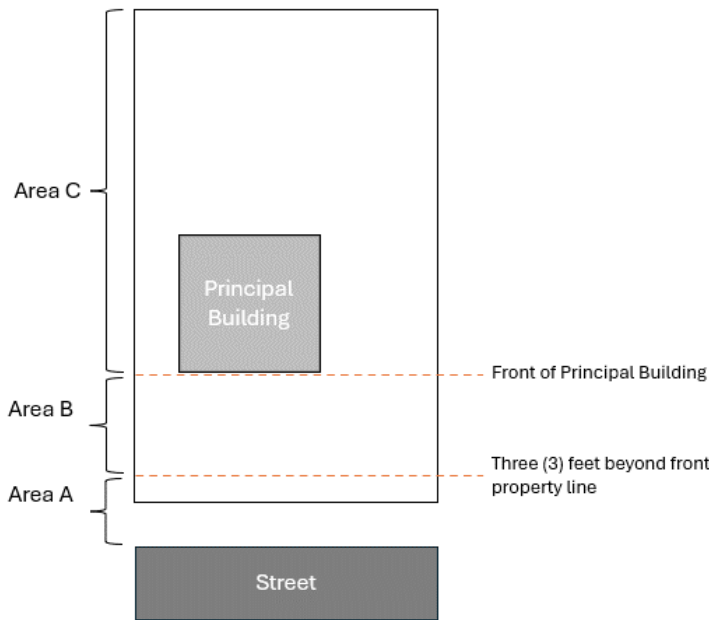 Area C
Principal
Building
Front of Principal Building
Area B
Three (3) feet beyond front
property line
Area A
Street